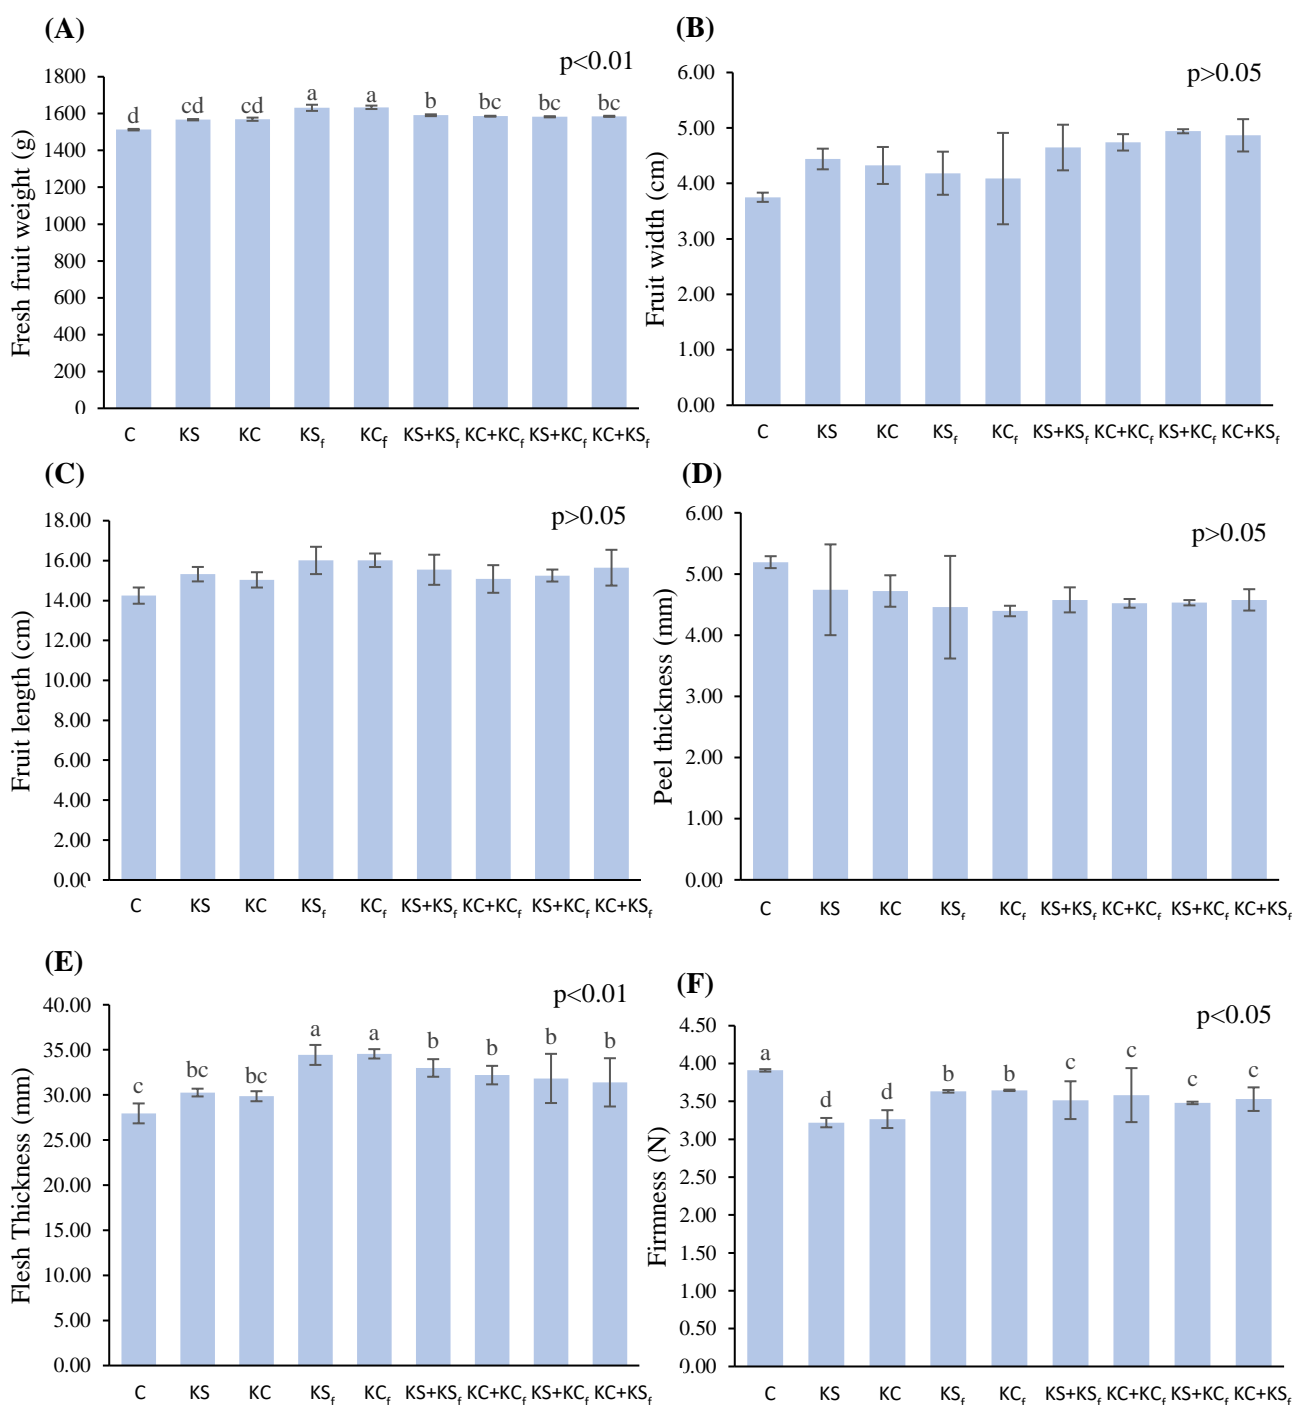 (A)
p<0.01
Fresh fruit weight (g)
1800
1600
1400
1200
1000
800
600
400
200
0
d cd cd a a b bc bc bc
C KS KC KSf KCf KS+KSf KC+KCf KS+KCf KC+KSf
(B)
p>0.05
Fruit width (cm)
6.00
5.00
4.00
3.00
2.00
1.00
0.00
C KS KC KSf KCf KS+KSf KC+KCf KS+KCf KC+KSf
(C)
p>0.05
Fruit length (cm)
18.00
16.00
14.00
12.00
10.00
8.00
6.00
4.00
2.00
0.00
C KS KC KSf KCf KS+KSf KC+KCf KS+KCf KC+KSf
(D)
p>0.05
Peel thickness (mm)
6.00
5.00
4.00
3.00
2.00
1.00
0.00
C KS KC KSf KCf KS+KSf KC+KCf KS+KCf KC+KSf
(E)
p<0.01
Flesh Thickness (mm)
40.00
35.00
30.00
25.00
20.00
15.00
10.00
5.00
0.00
c bc bc a a b b b b
C KS KC KSf KCf KS+KSf KC+KCf KS+KCf KC+KSf
(F)
p<0.05
Firmness (N)
4.50
4.00
3.50
3.00
2.50
2.00
1.50
1.00
0.50
0.00
a d d b b c c c c
C KS KC KSf KCf KS+KSf KC+KCf KS+KCf KC+KSf